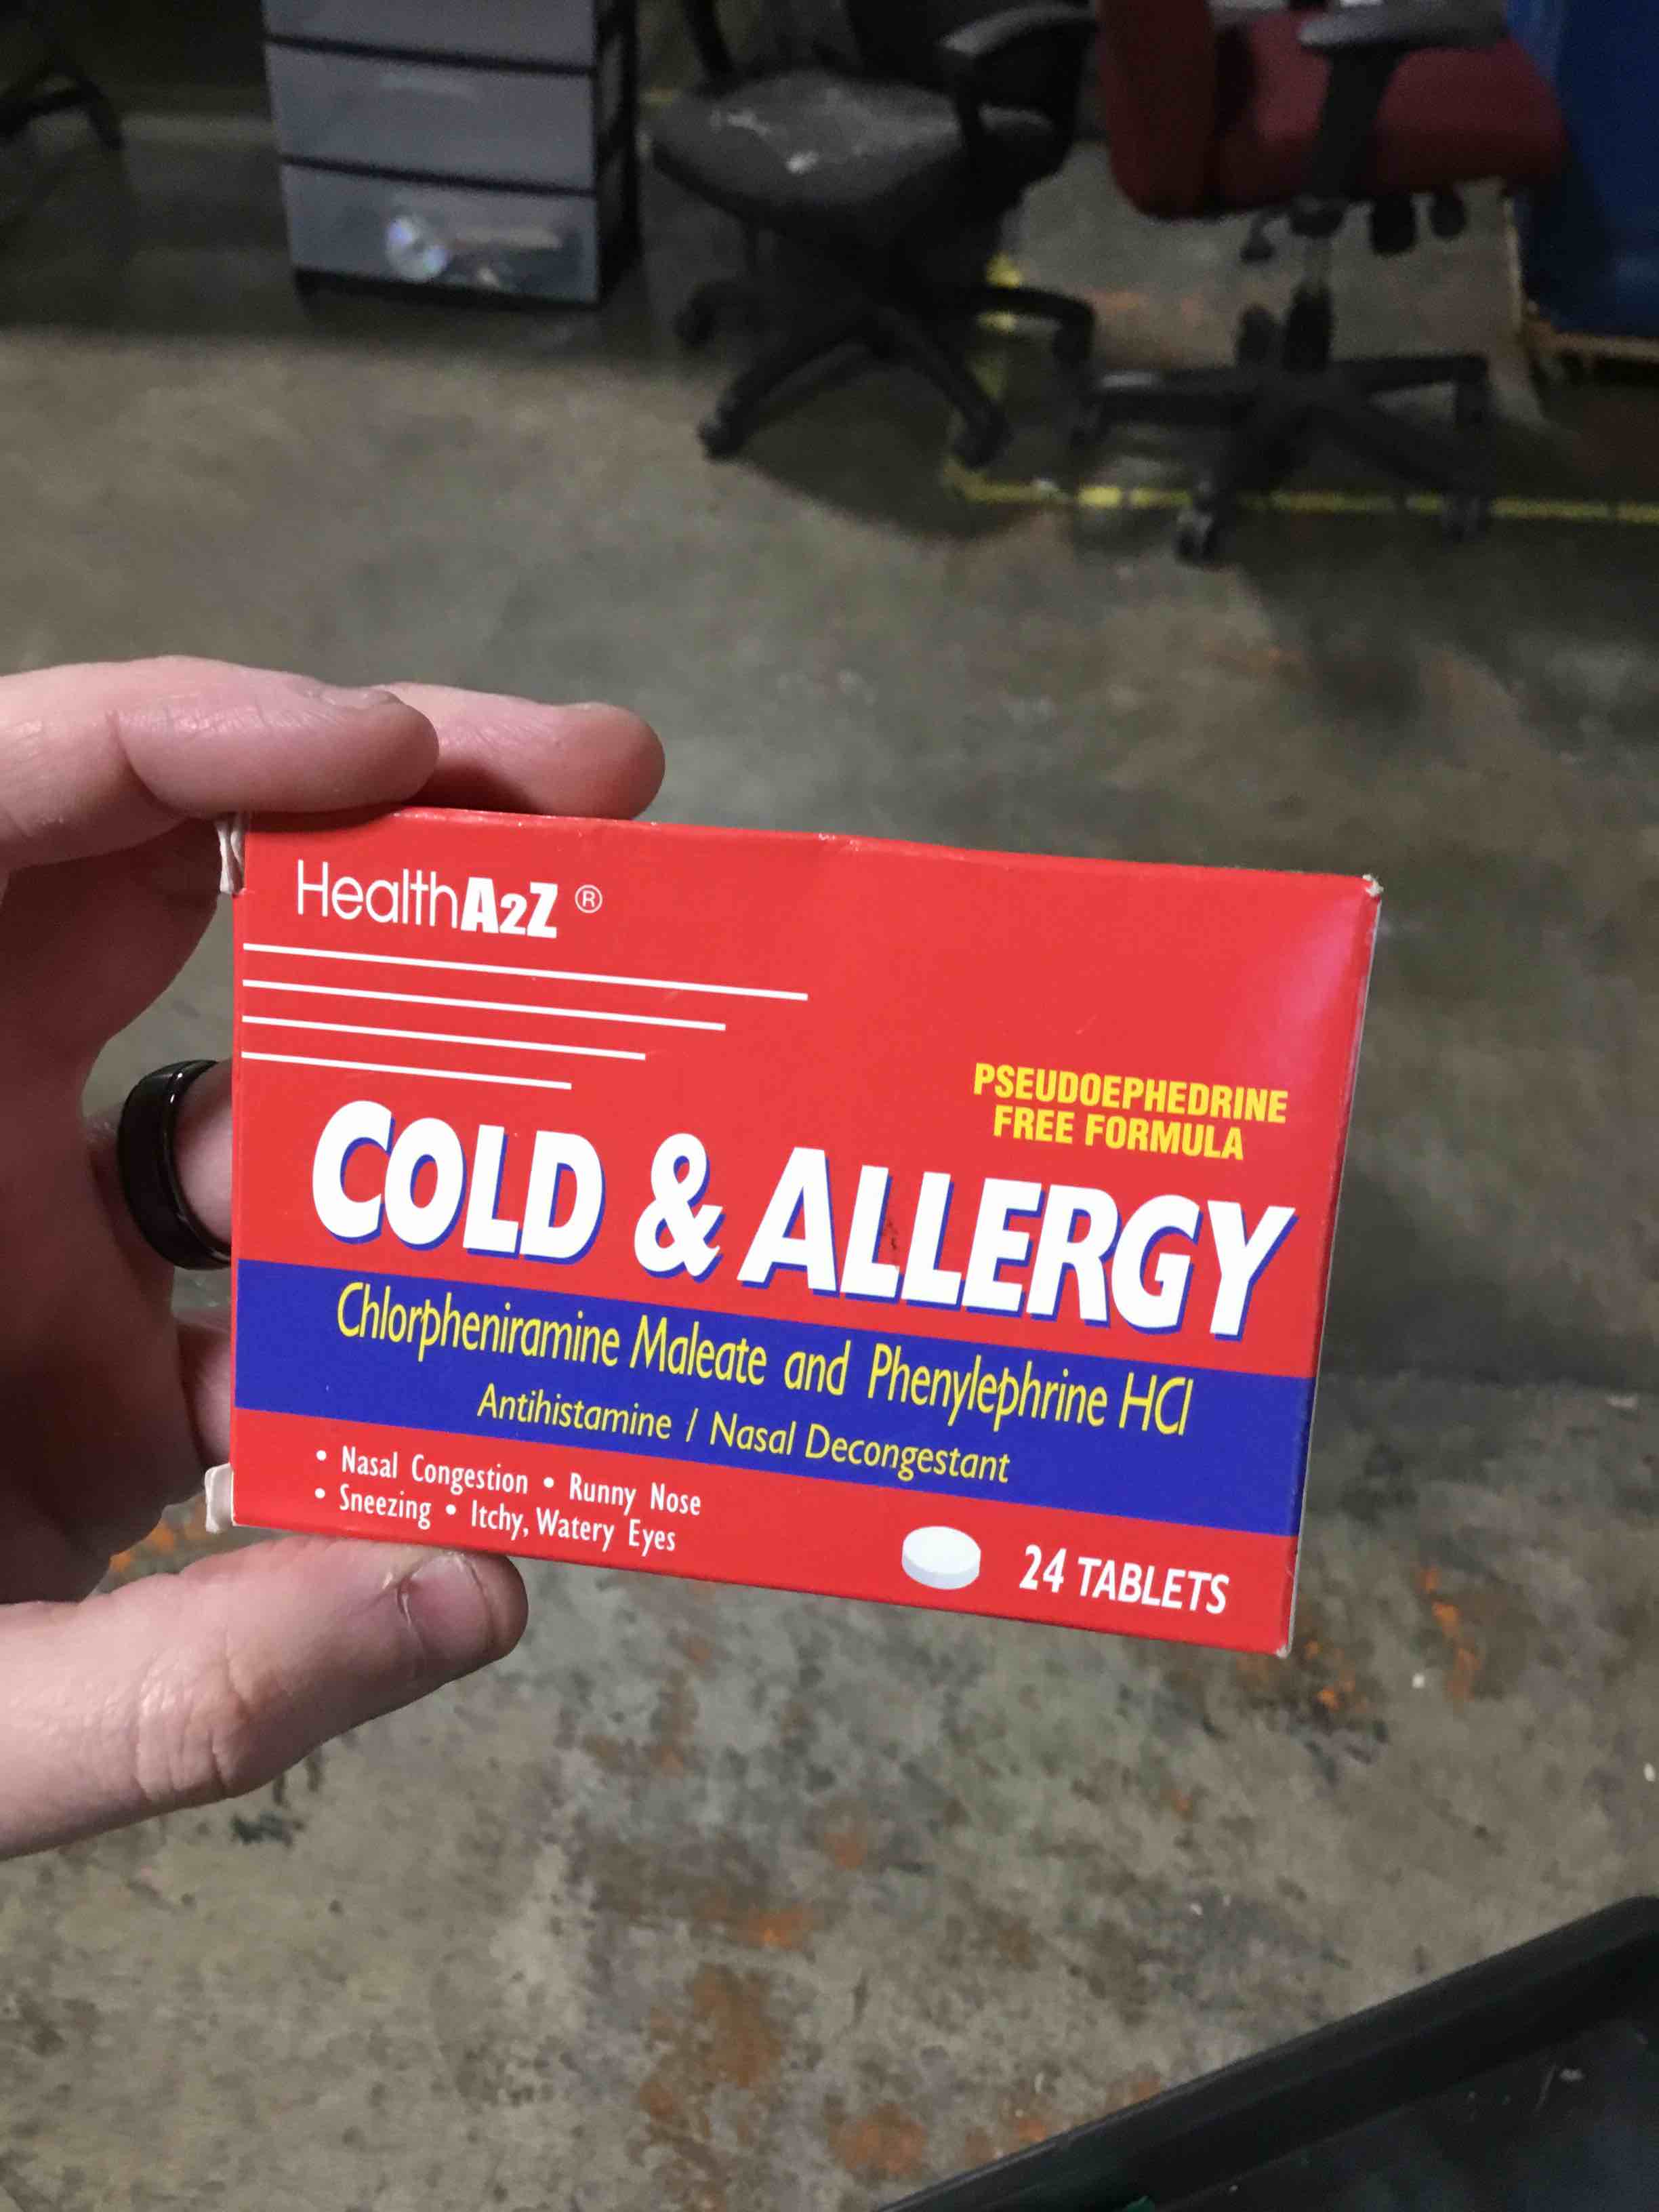 HealthA2Z ®
PSEUDOEPHEDRINE
FREE FORMULA
COLD & ALLERGY
Chlorpheniramine Maleate and Phenylephrine HCl
Antihistamine / Nasal Decongestant
• Nasal Congestion • Runny Nose
• Sneezing • Itchy, Watery Eyes
24 TABLETS